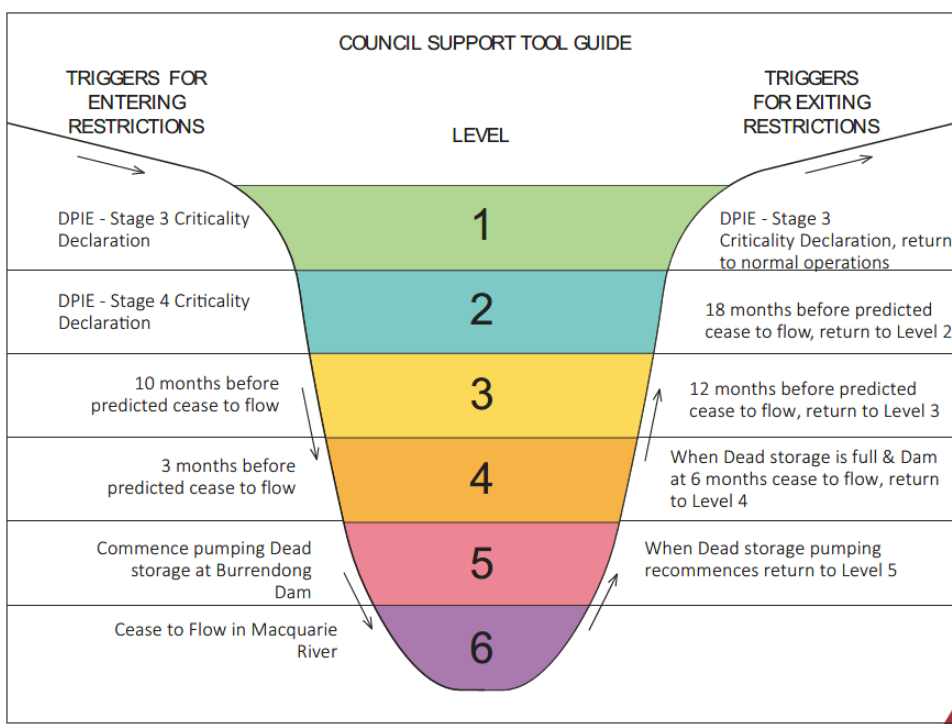 COUNCIL SUPPORT TOOL GUIDE
TRIGGERS FOR
ENTERING
RESTRICTIONS
LEVEL
TRIGGERS
FOR EXITING
RESTRICTIONS
DPIE - Stage 3 Criticality
Declaration
1
DPIE - Stage 3
Criticality Declaration, return
to normal operations
DPIE - Stage 4 Criticality
Declaration
2
18 months before predicted
cease to flow, return to Level 2
10 months before
predicted cease to flow
3
12 months before predicted
cease to flow, return to Level 3
3 months before
predicted cease to flow
4
When Dead storage is full & Dam
at 6 months cease to flow, return
to Level 4
Commence pumping Dead
storage at Burrendong
Dam
5
When Dead storage pumping
recommences return to Level 5
Cease to Flow in Macquarie
River
6